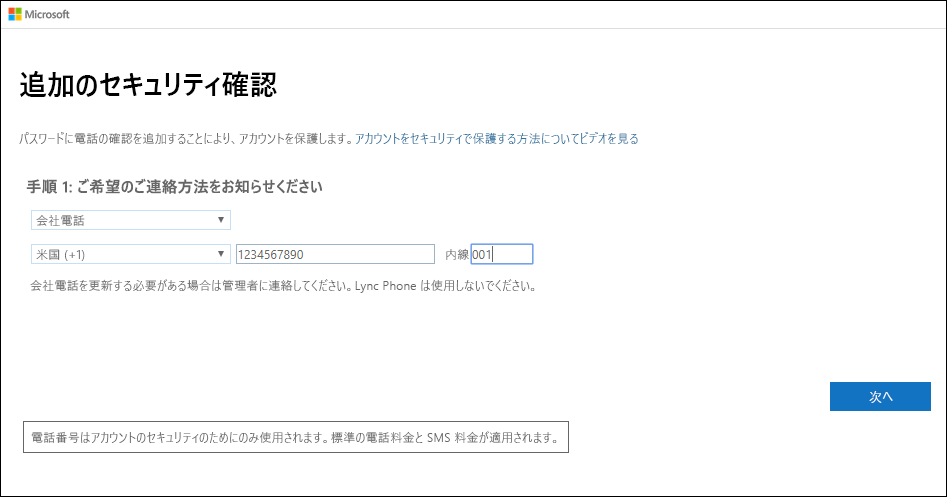 Microsoft
追加のセキュリティ確認
パスワードに電話の確認を追加することにより、アカウントを保護します。アカウントをセキュリティで保護する方法についてビデオを見る
手順 1: ご希望のご連絡方法をお知らせください
会社電話
米国 (+1) 1234567890 内線 001
会社電話を更新する必要がある場合は管理者に連絡してください。Lync Phone は使用しないでください。
次へ
電話番号はアカウントのセキュリティのためにのみ使用されます。標準の電話料金と SMS 料金が適用されます。